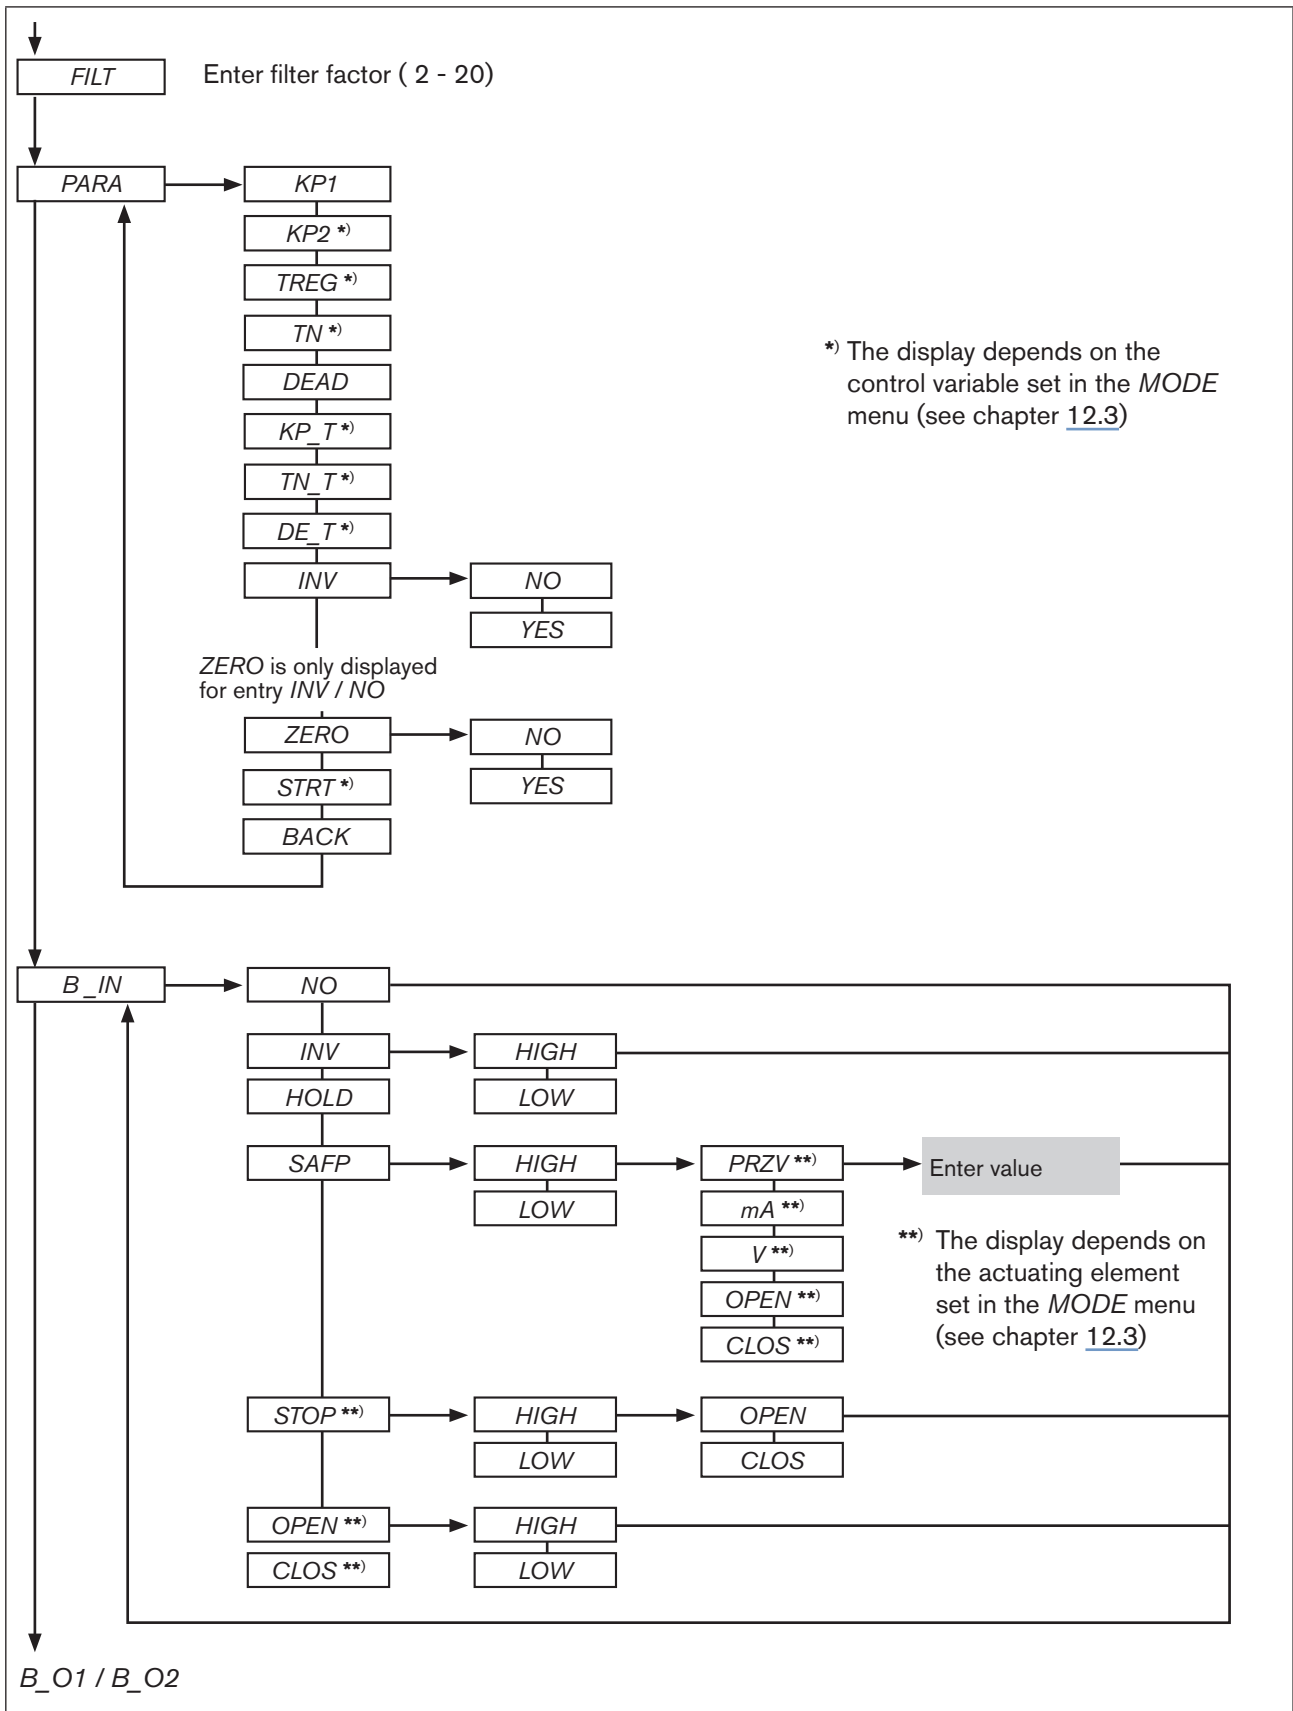 FILT
Enter filter factor ( 2 - 20)
PARA
KP1
KP2 *)
TREG *)
TN *)
DEAD
KP_T *)
TN_T *)
DE_T *)
INV
NO
YES
*) The display depends on the
control variable set in the MODE
menu (see chapter 12.3)
ZERO is only displayed
for entry INV / NO
ZERO
NO
YES
STRT *)
BACK
B_IN
NO
INV
HIGH
LOW
HOLD
SAFP
HIGH
LOW
PRZV **)
mA **)
V **)
OPEN **)
CLOS **)
Enter value
**) The display depends on
the actuating element
set in the MODE menu
(see chapter 12.3)
STOP **)
HIGH
LOW
OPEN
CLOS
OPEN **)
CLOS **)
HIGH
LOW
B_O1 / B_O2